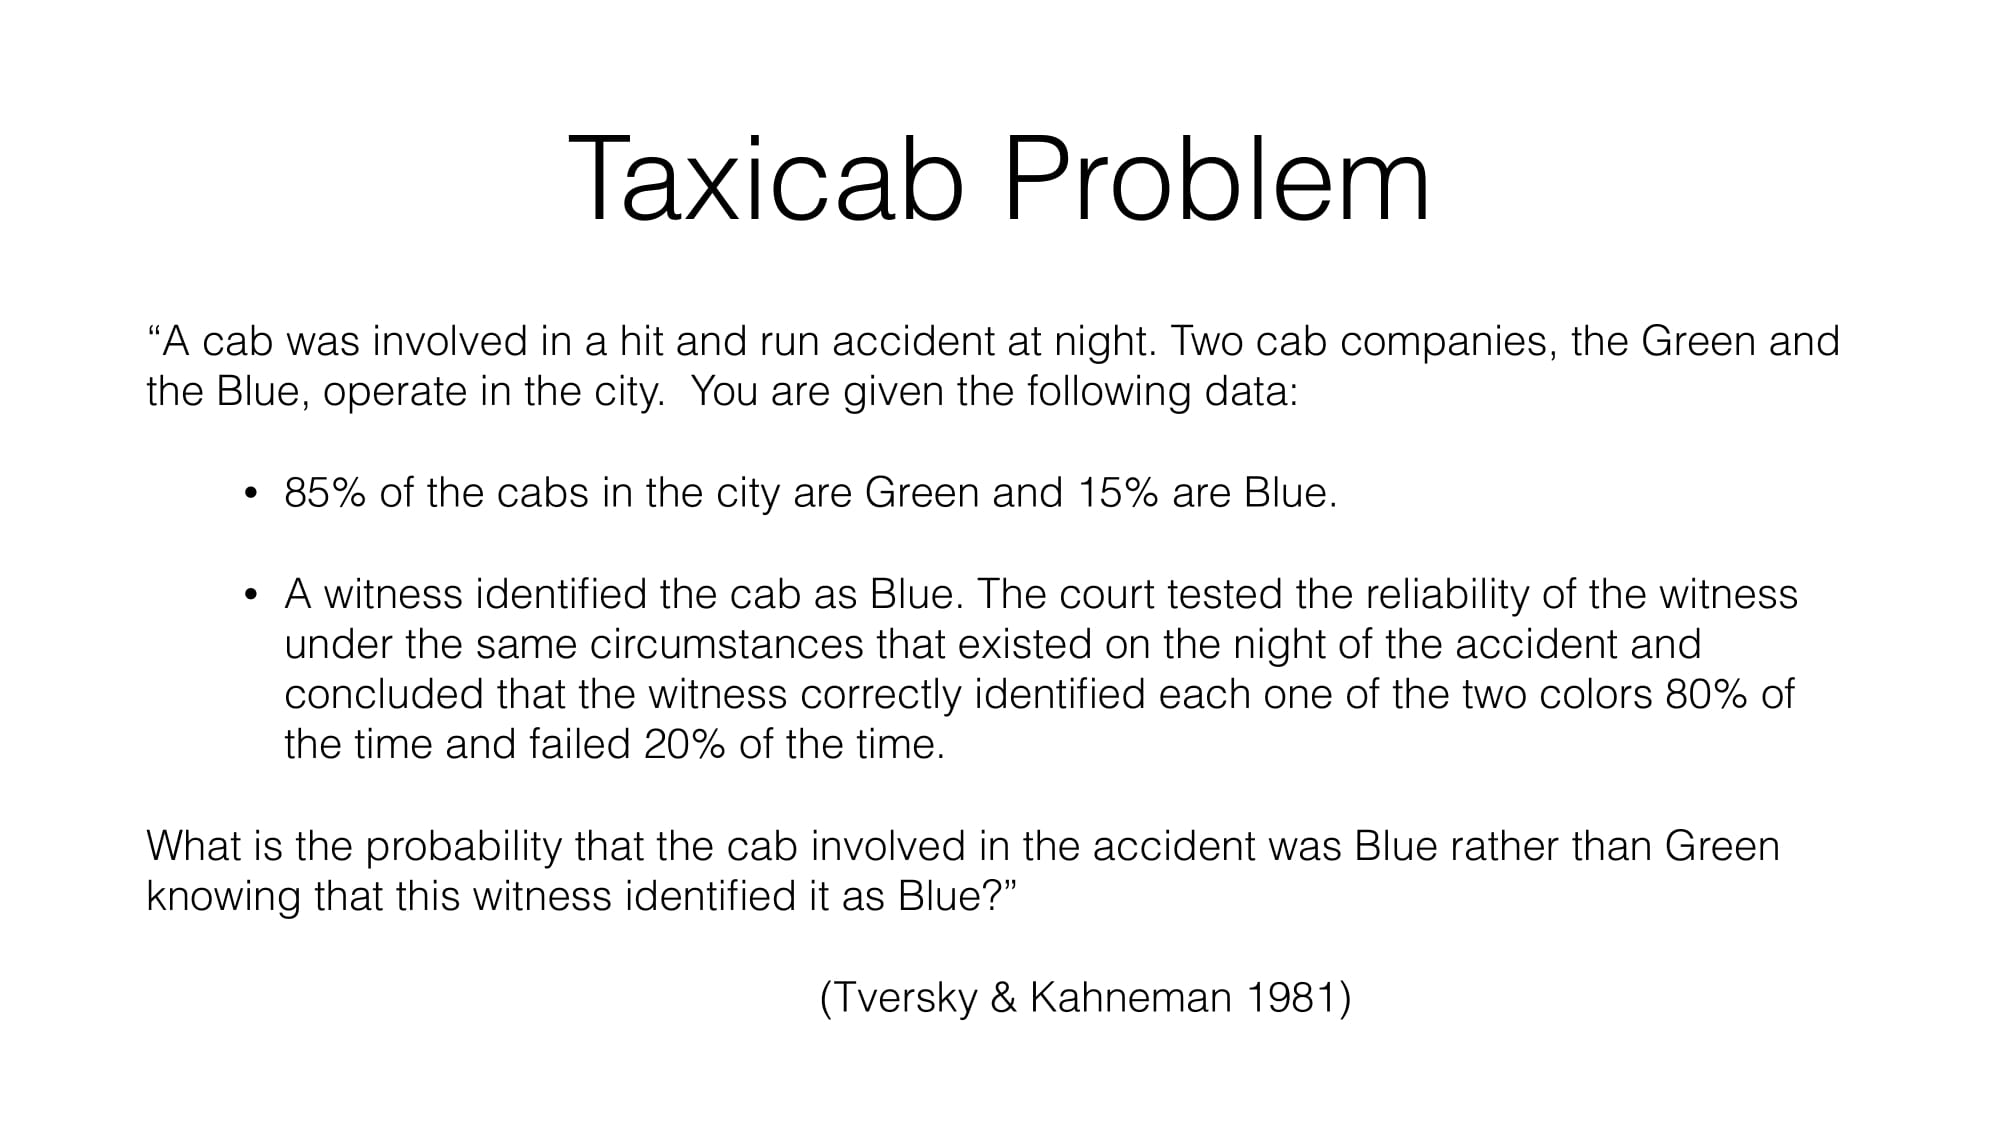 Taxicab Problem
“A cab was involved in a hit and run accident at night. Two cab companies, the Green and
the Blue, operate in the city.  You are given the following data:
• 85% of the cabs in the city are Green and 15% are Blue.
• A witness identified the cab as Blue. The court tested the reliability of the witness
under the same circumstances that existed on the night of the accident and
concluded that the witness correctly identified each one of the two colors 80% of
the time and failed 20% of the time.
What is the probability that the cab involved in the accident was Blue rather than Green
knowing that this witness identified it as Blue?”
(Tversky & Kahneman 1981)